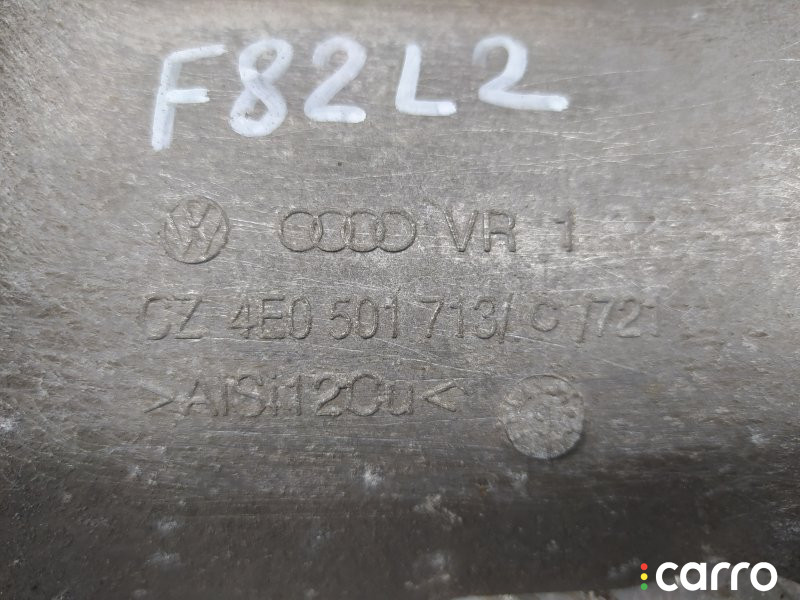 F82L2
VR 1
CZ 4E0 501 713/ C /721
>AlSi12Cu<
carro